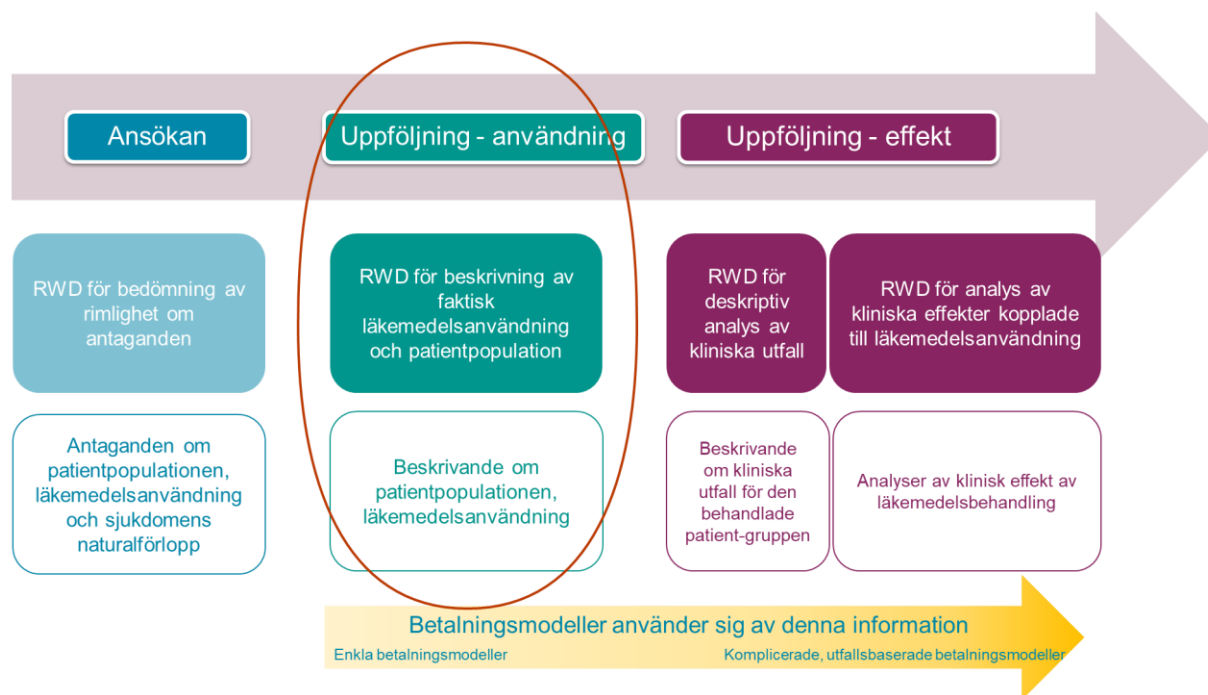 Ansökan
Uppföljning - användning
Uppföljning - effekt
RWD för bedömning av
rimlighet om
antaganden
RWD för beskrivning av
faktisk
läkemedelsanvändning
och patientpopulation
RWD för
deskriptiv
analys av
kliniska utfall
RWD för analys av
kliniska effekter kopplade
till läkemedelsanvändning
Antaganden om
patientpopulationen,
läkemedelsanvändning
och sjukdomens
naturalförlopp
Beskrivande om
patientpopulationen,
läkemedelsanvändning
Beskrivande
om kliniska
utfall för den
behandlade
patient-gruppen
Analyser av klinisk effekt av
läkemedelsbehandling
Betalningsmodeller använder sig av denna information
Enkla betalningsmodeller
Komplicerade, utfallsbaserade betalningsmodeller